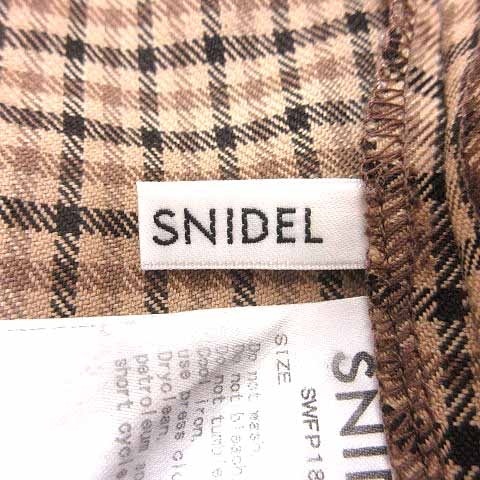 SNIDEL
SNI
SWFP18
SIZE
Do not wash
Do not bleach
Do not tumble
Cool iron.
use press clo
Dryclean.
petroleum
short cycle